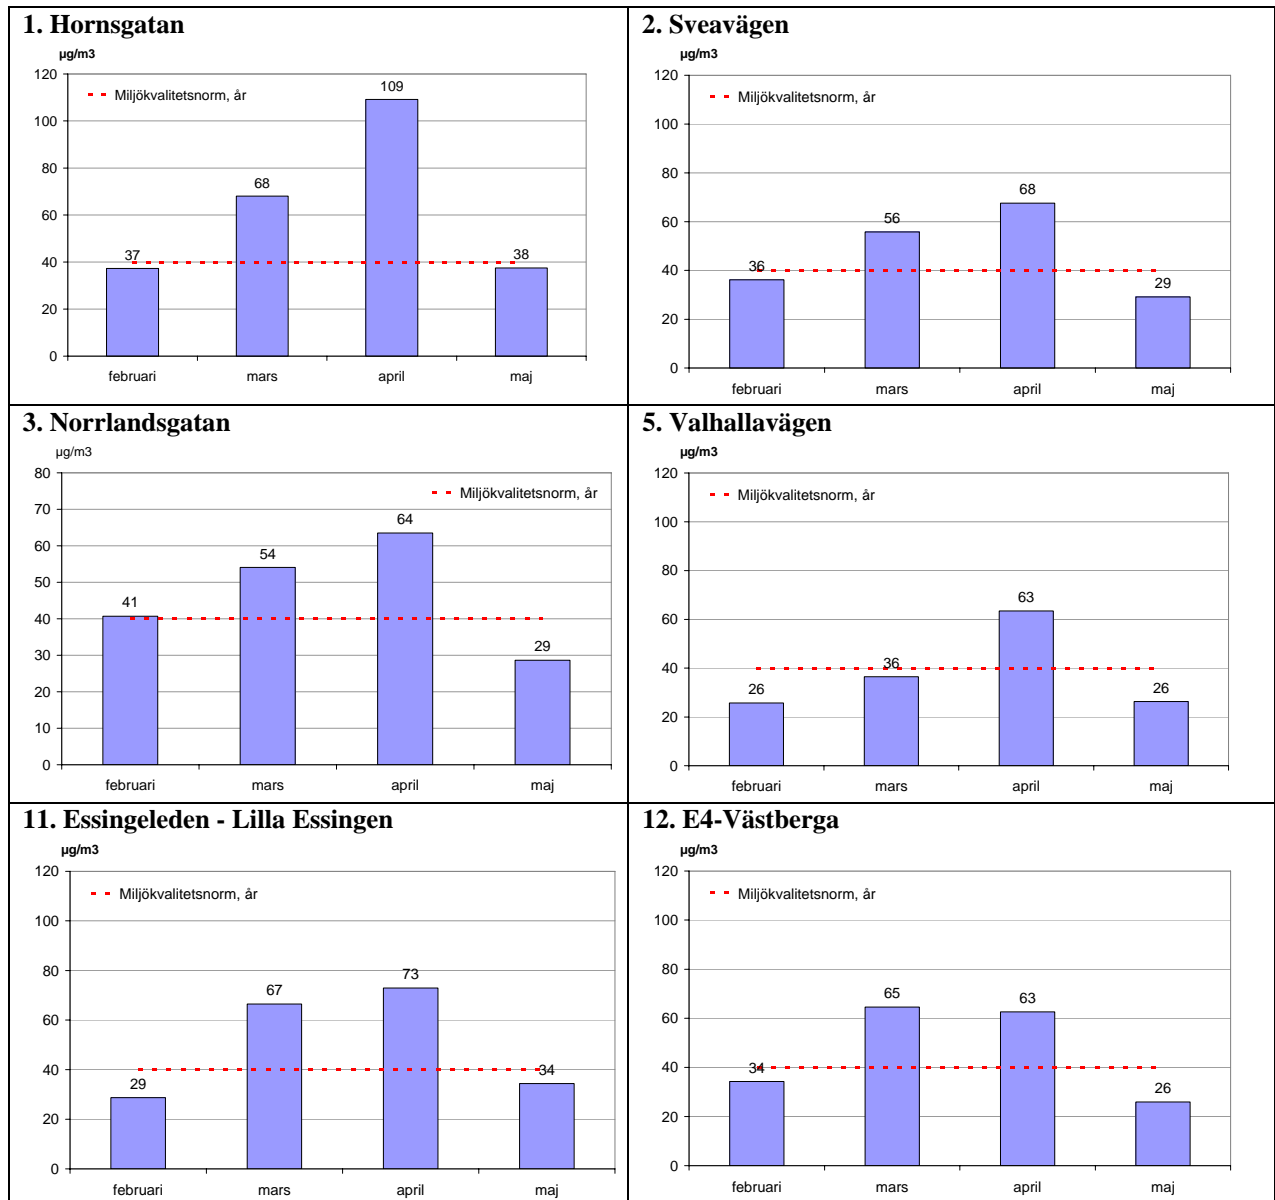 1. Hornsgatan
µg/m3
120
100
80
60
40
20
0
Miljökvalitetsnorm, år
37
68
109
38
februari mars april maj
2. Sveavägen
µg/m3
120
100
80
60
40
20
0
Miljökvalitetsnorm, år
36
56
68
29
februari mars april maj
3. Norrlandsgatan
µg/m3
80
70
60
50
40
30
20
10
0
Miljökvalitetsnorm, år
41
54
64
29
februari mars april maj
5. Valhallavägen
µg/m3
120
100
80
60
40
20
0
Miljökvalitetsnorm, år
26
36
63
26
februari mars april maj
11. Essingeleden - Lilla Essingen
µg/m3
120
100
80
60
40
20
0
Miljökvalitetsnorm, år
29
67
73
34
februari mars april maj
12. E4-Västberga
µg/m3
120
100
80
60
40
20
0
Miljökvalitetsnorm, år
34
65
63
26
februari mars april maj